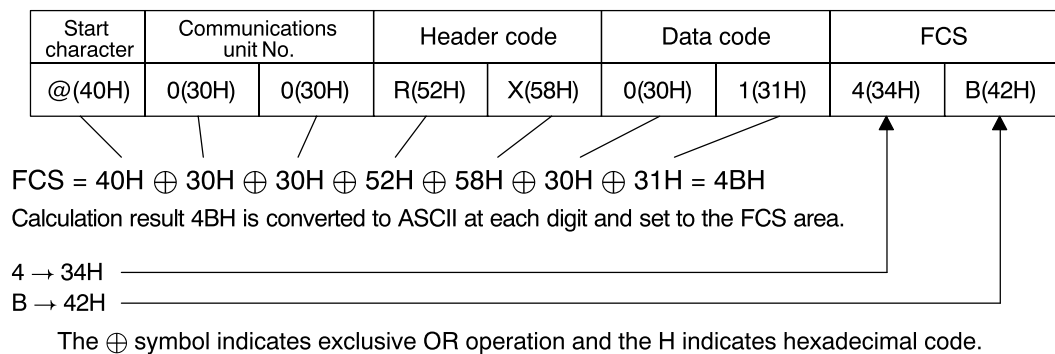 Start character Communications unit No. Header code Data code FCS
@(40H) 0(30H) 0(30H) R(52H) X(58H) 0(30H) 1(31H) 4(34H) B(42H)
FCS = 40H ⊕ 30H ⊕ 30H ⊕ 52H ⊕ 58H ⊕ 30H ⊕ 31H = 4BH
Calculation result 4BH is converted to ASCII at each digit and set to the FCS area.
4 → 34H
B → 42H
The ⊕ symbol indicates exclusive OR operation and the H indicates hexadecimal code.